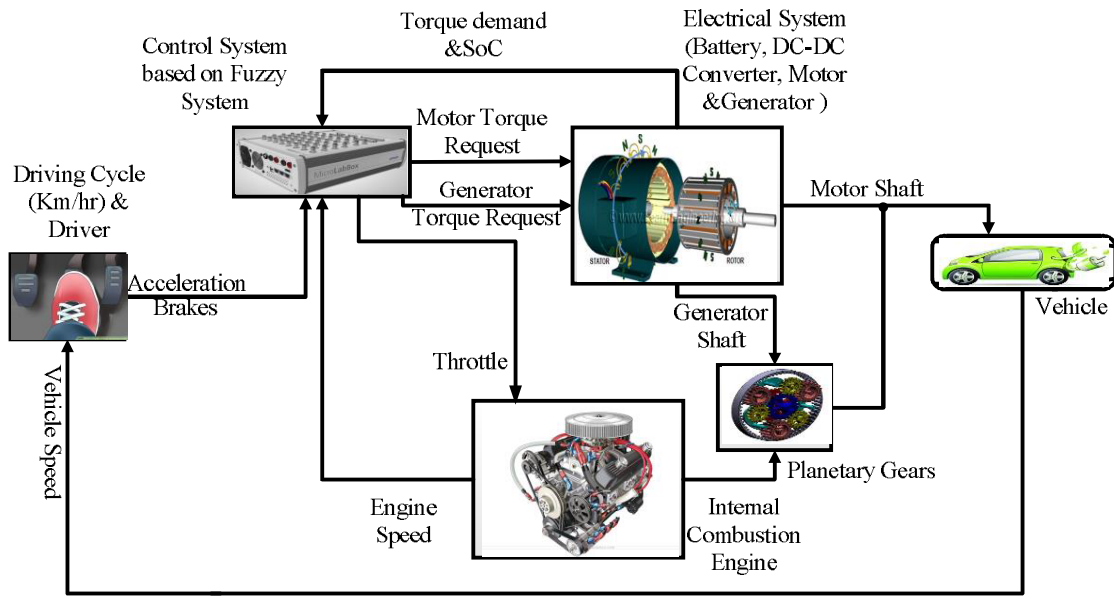 Torque demand
&SoC
Electrical System
(Battery, DC-DC
Converter, Motor
&Generator )
Control System
based on Fuzzy
System
Motor Torque
Request
Generator
Torque Request
MicroLabBox
N S N
STATOR
ROTOR
N S
Motor Shaft
Driving Cycle
(Km/hr) &
Driver
Acceleration
Brakes
Vehicle
Generator
Shaft
Throttle
Vehicle Speed
Planetary Gears
Engine
Speed
Internal
Combustion
Engine